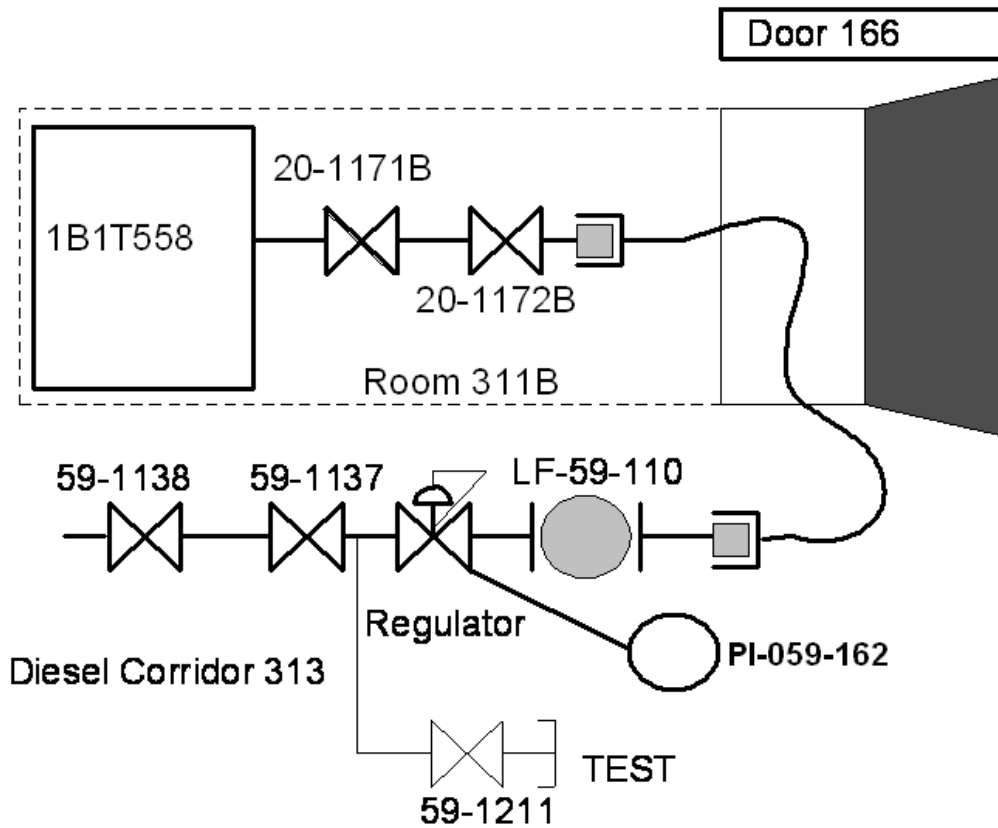 Door 166
20-1171B
1B1T558
20-1172B
Room 311B
59-1138
59-1137
LF-59-110
Regulator
PI-059-162
Diesel Corridor 313
TEST
59-1211